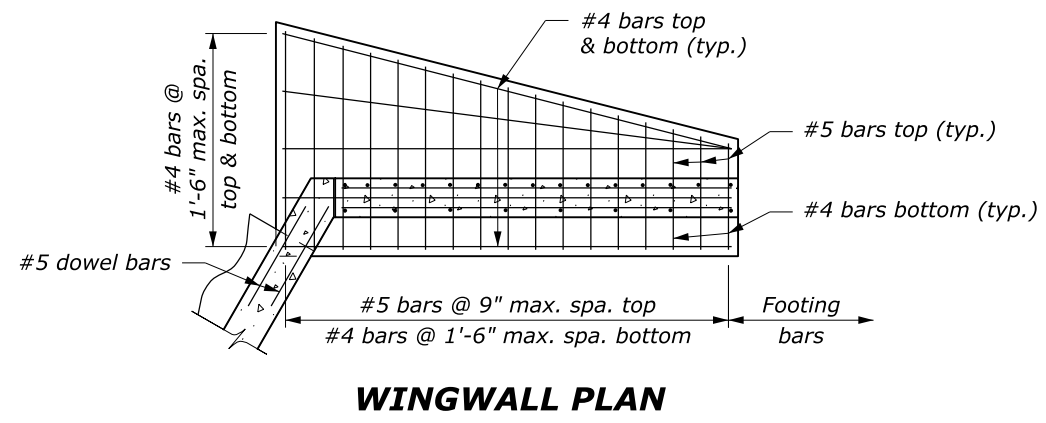 #4 bars top
& bottom (typ.)
#4 bars @
1'-6" max. spa.
top & bottom
#5 bars top (typ.)
#4 bars bottom (typ.)
#5 dowel bars
#5 bars @ 9" max. spa. top
#4 bars @ 1'-6" max. spa. bottom
Footing
bars
WINGWALL PLAN